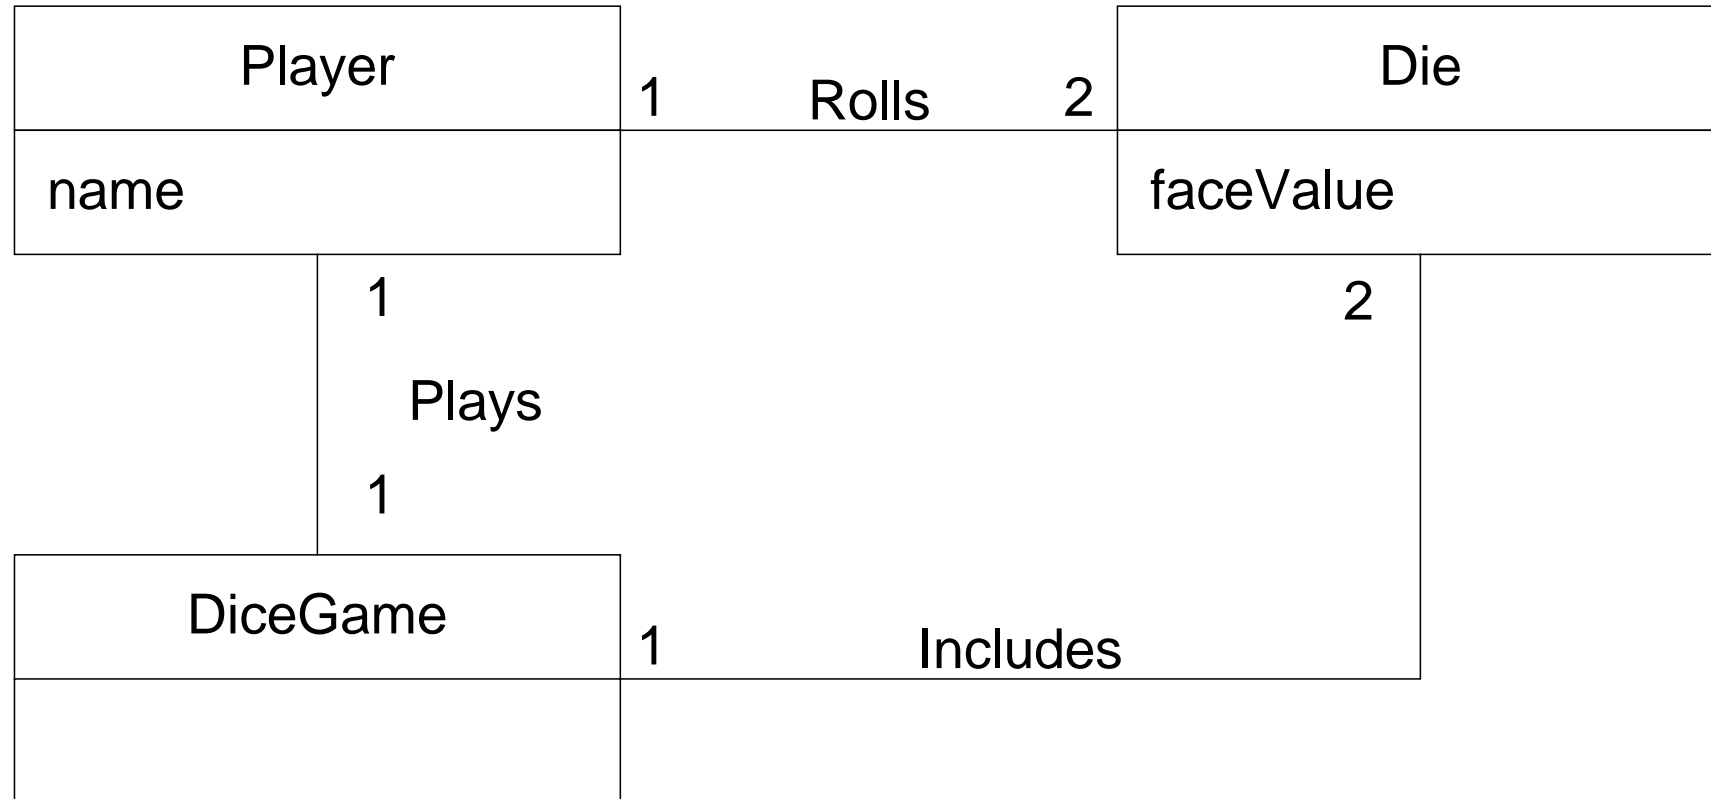 Player
Die
1 Rolls 2
name
faceValue
1
2
Plays
1
DiceGame
1 Includes